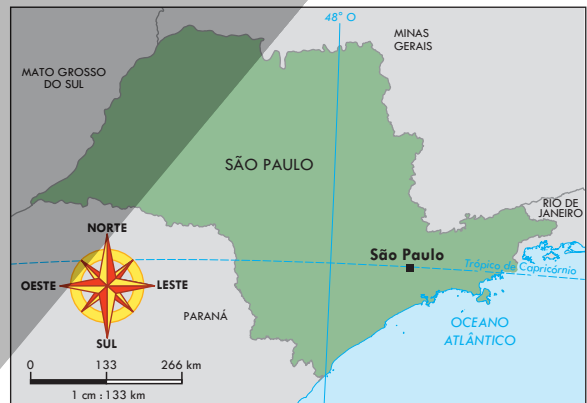 48° O
MINAS
GERAIS
MATO GROSSO
DO SUL
SÃO PAULO
RIO DE
JANEIRO
NORTE
São Paulo
Trópico de Capricórnio
OESTE
LESTE
PARANÁ
OCEANO
ATLÂNTICO
SUL
0 133 266 km
1 cm : 133 km